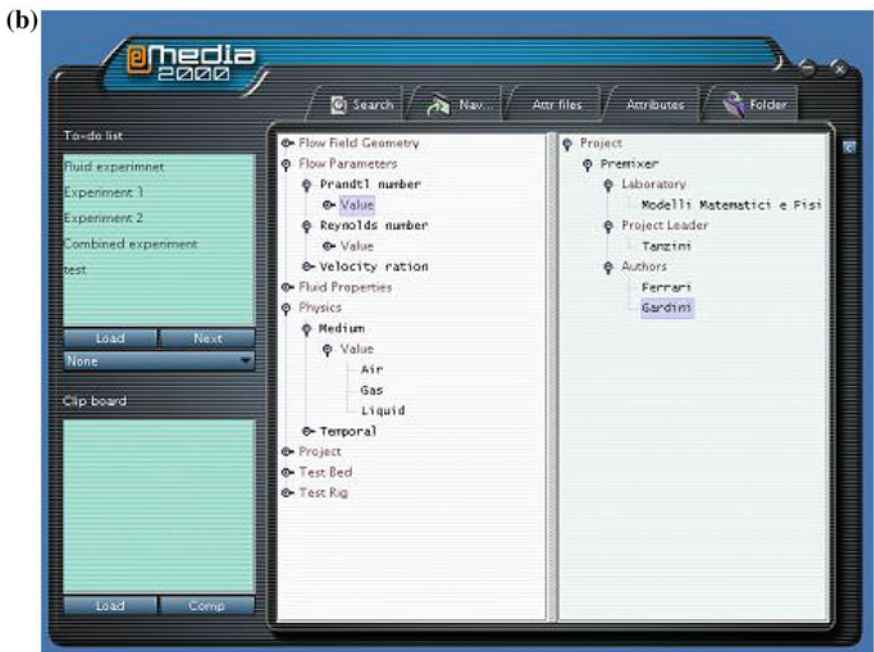 (b)
@media
2000
Search Nav... Attr files Attributes Folder
To-do list
Fluid experimnet
Experiment 1
Experiment 2
Combined experiment
test
Load Next
None
Clip board
Load Comp
Flow Field Geometry
Flow Parameters
Prandtl number
Value
Reynolds number
Value
Velocity ration
Fluid Properties
Physics
Medium
Value
Air
Gas
Liquid
Temporal
Project
Test Bed
Test Rig
Project
Premixer
Laboratory
Modelli Matematici e Fisi
Project Leader
Tanzini
Authors
Ferrari
Gardini